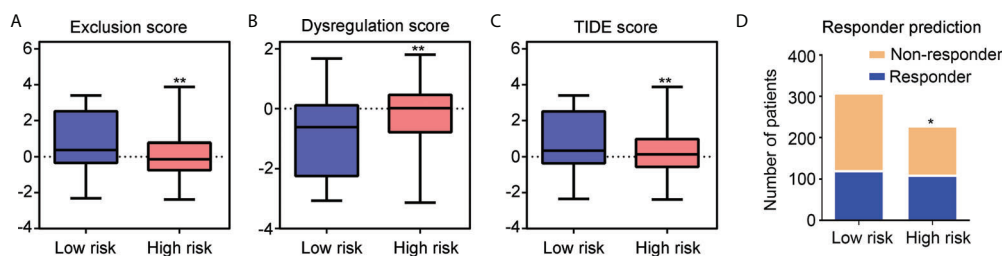 A
Exclusion score
6
4
2
0
-2
-4
**
Low risk
High risk
B
Dysregulation score
2
0
-2
-4
**
Low risk
High risk
C
TIDE score
6
4
2
0
-2
-4
**
Low risk
High risk
D
Responder prediction
Number of patients
400
300
200
100
0
Non-responder
Responder
*
Low risk
High risk